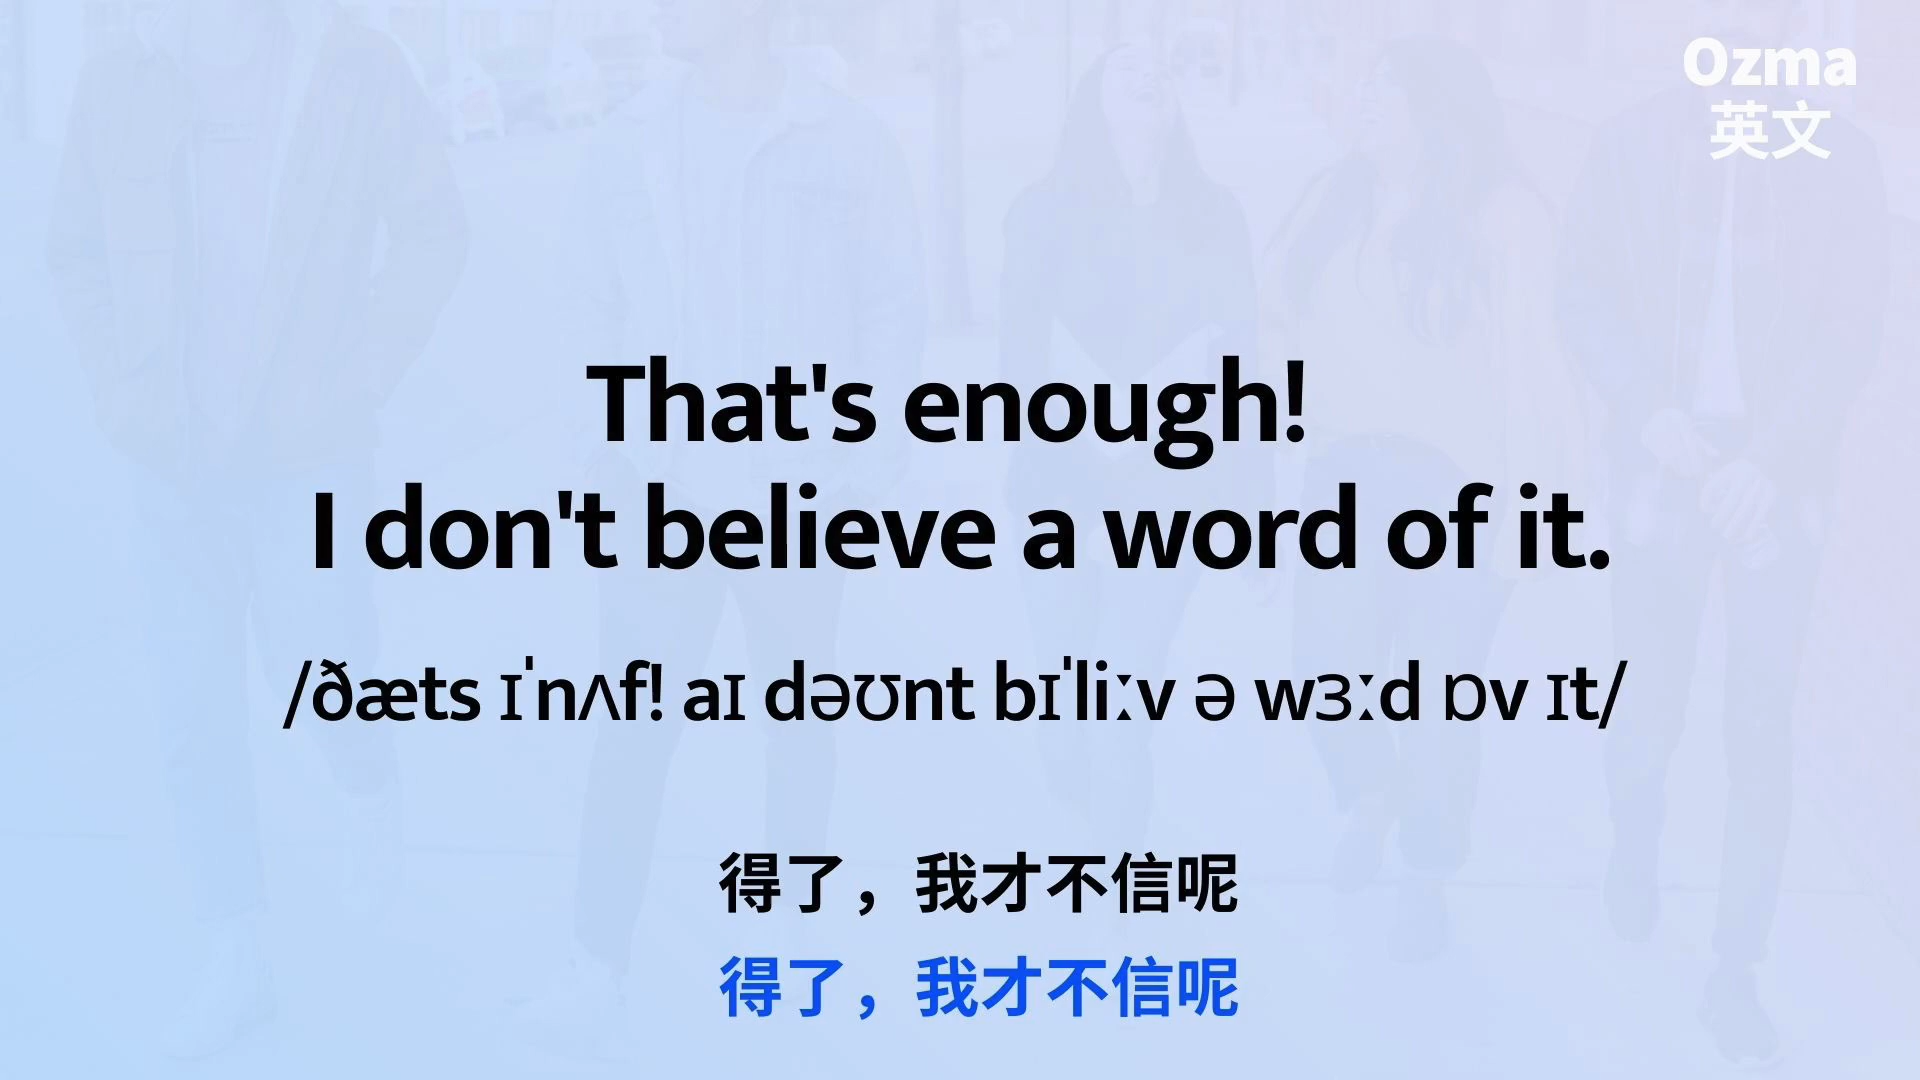 Ozma
英文
That's enough!
I don't believe a word of it.
/ðæts ɪˈnʌf! aɪ dəʊnt bɪˈliːv ə wɜːd ɒv ɪt/
得了，我才不信呢
得了，我才不信呢